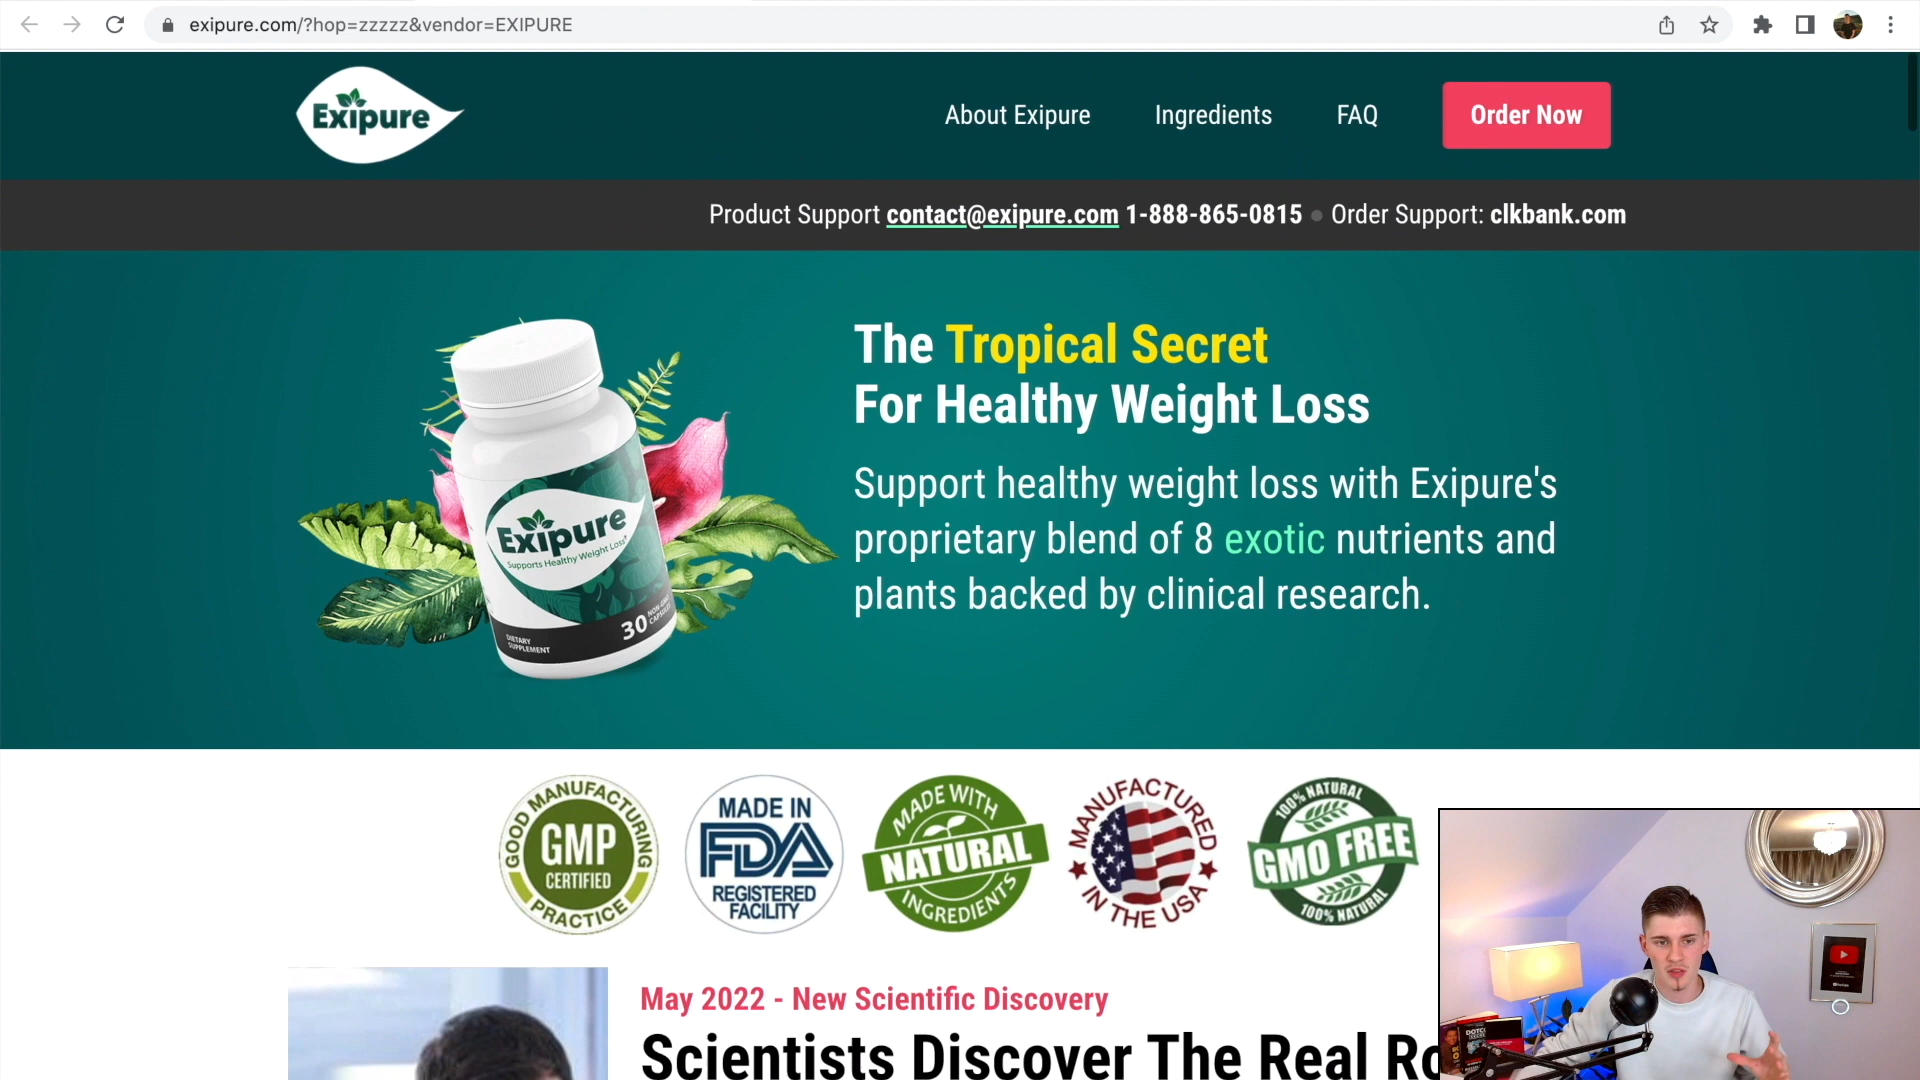 exipure.com/?hop=zzzzz&vendor=EXIPURE
Exipure
About Exipure
Ingredients
FAQ
Order Now
Product Support contact@exipure.com 1-888-865-0815 Order Support: clkbank.com
The Tropical Secret
For Healthy Weight Loss
Support healthy weight loss with Exipure's
proprietary blend of 8 exotic nutrients and
plants backed by clinical research.
Exipure
Supports Healthy Weight Loss
DIETARY
SUPPLEMENT
30 NON-GMO
CAPSULES
GOOD MANUFACTURING
GMP
CERTIFIED
PRACTICE
MADE IN
FDA
REGISTERED
FACILITY
MADE WITH
NATURAL
INGREDIENTS
MANUFACTURED
IN THE USA
100% NATURAL
GMO FREE
100% NATURAL
May 2022 - New Scientific Discovery
Scientists Discover The Real